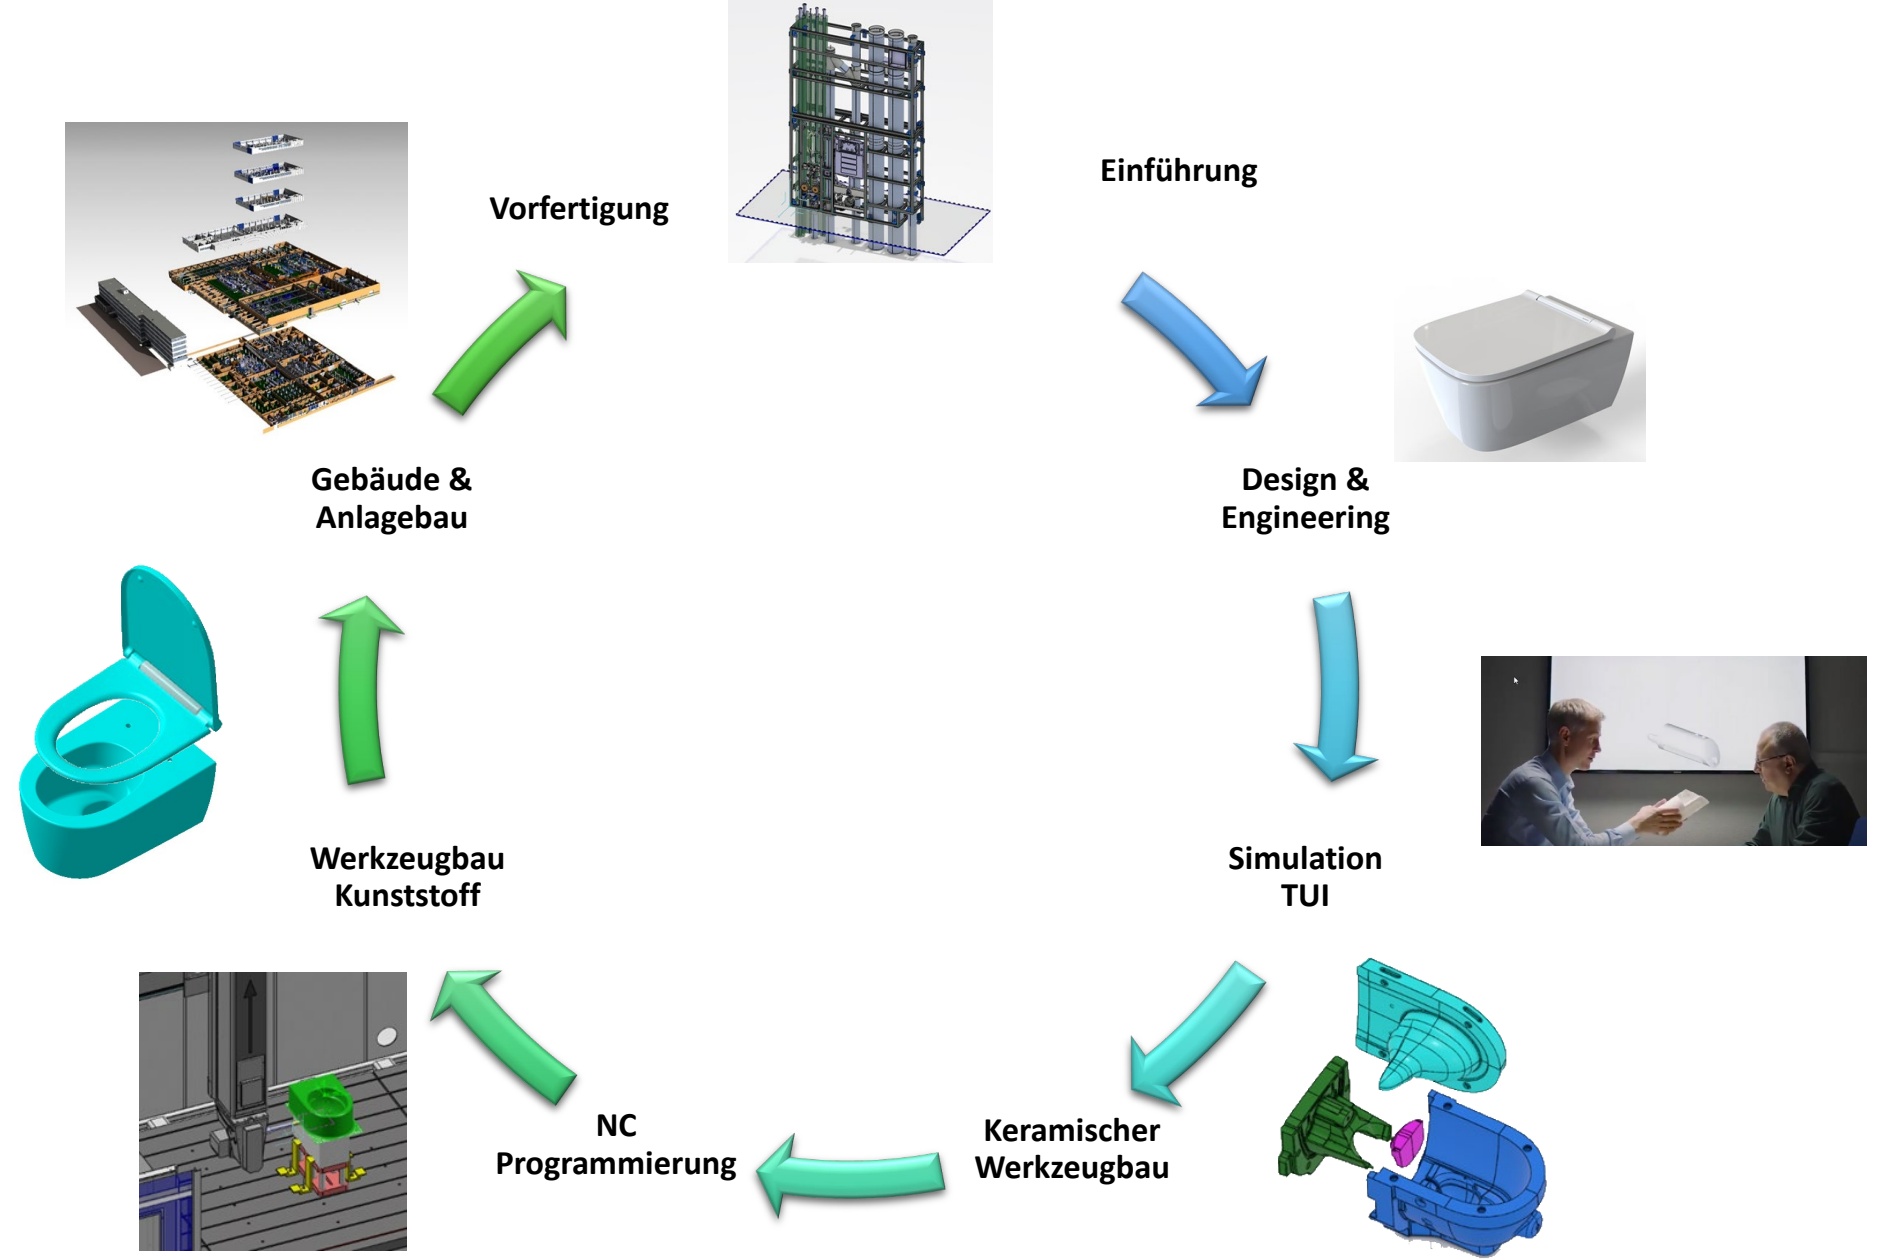 Einführung
Design &
Engineering
Simulation
TUI
Keramischer
Werkzeugbau
NC
Programmierung
Werkzeugbau
Kunststoff
Gebäude &
Anlagebau
Vorfertigung